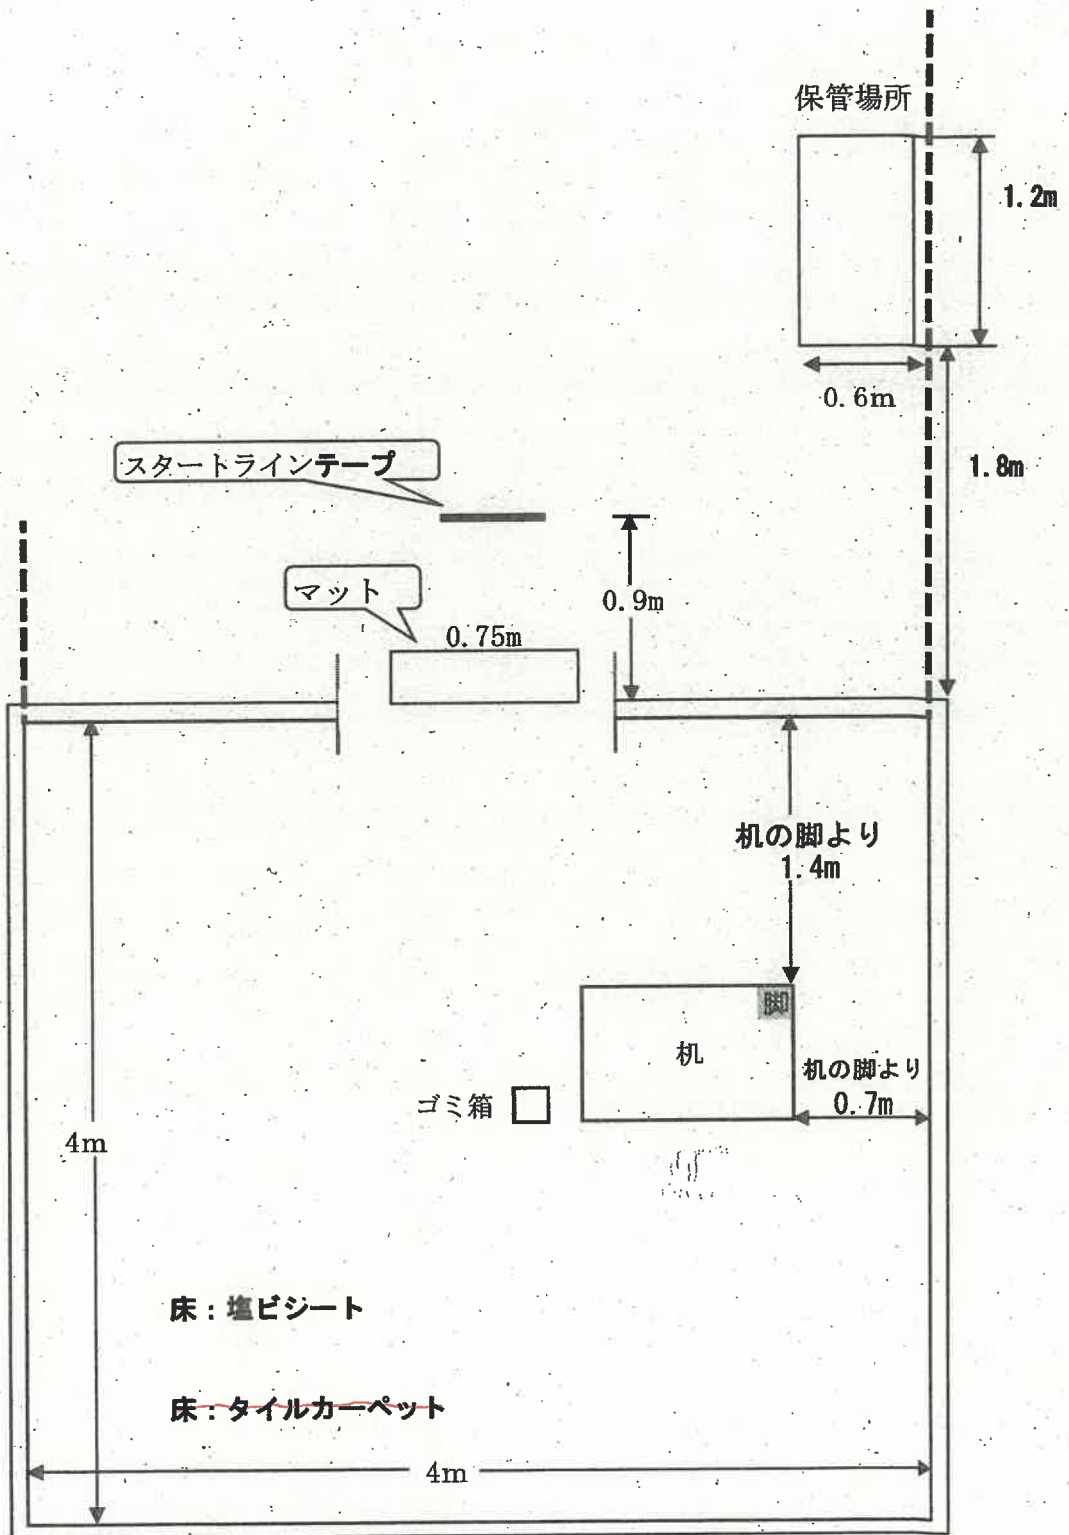 保管場所
1.2m
0.6m
1.8m
スタートラインテープ
0.9m
マット
0.75m
机の脚より
1.4m
脚
机
机の脚より
0.7m
ゴミ箱
4m
床：塩ビシート
床：タイルカーペット
4m